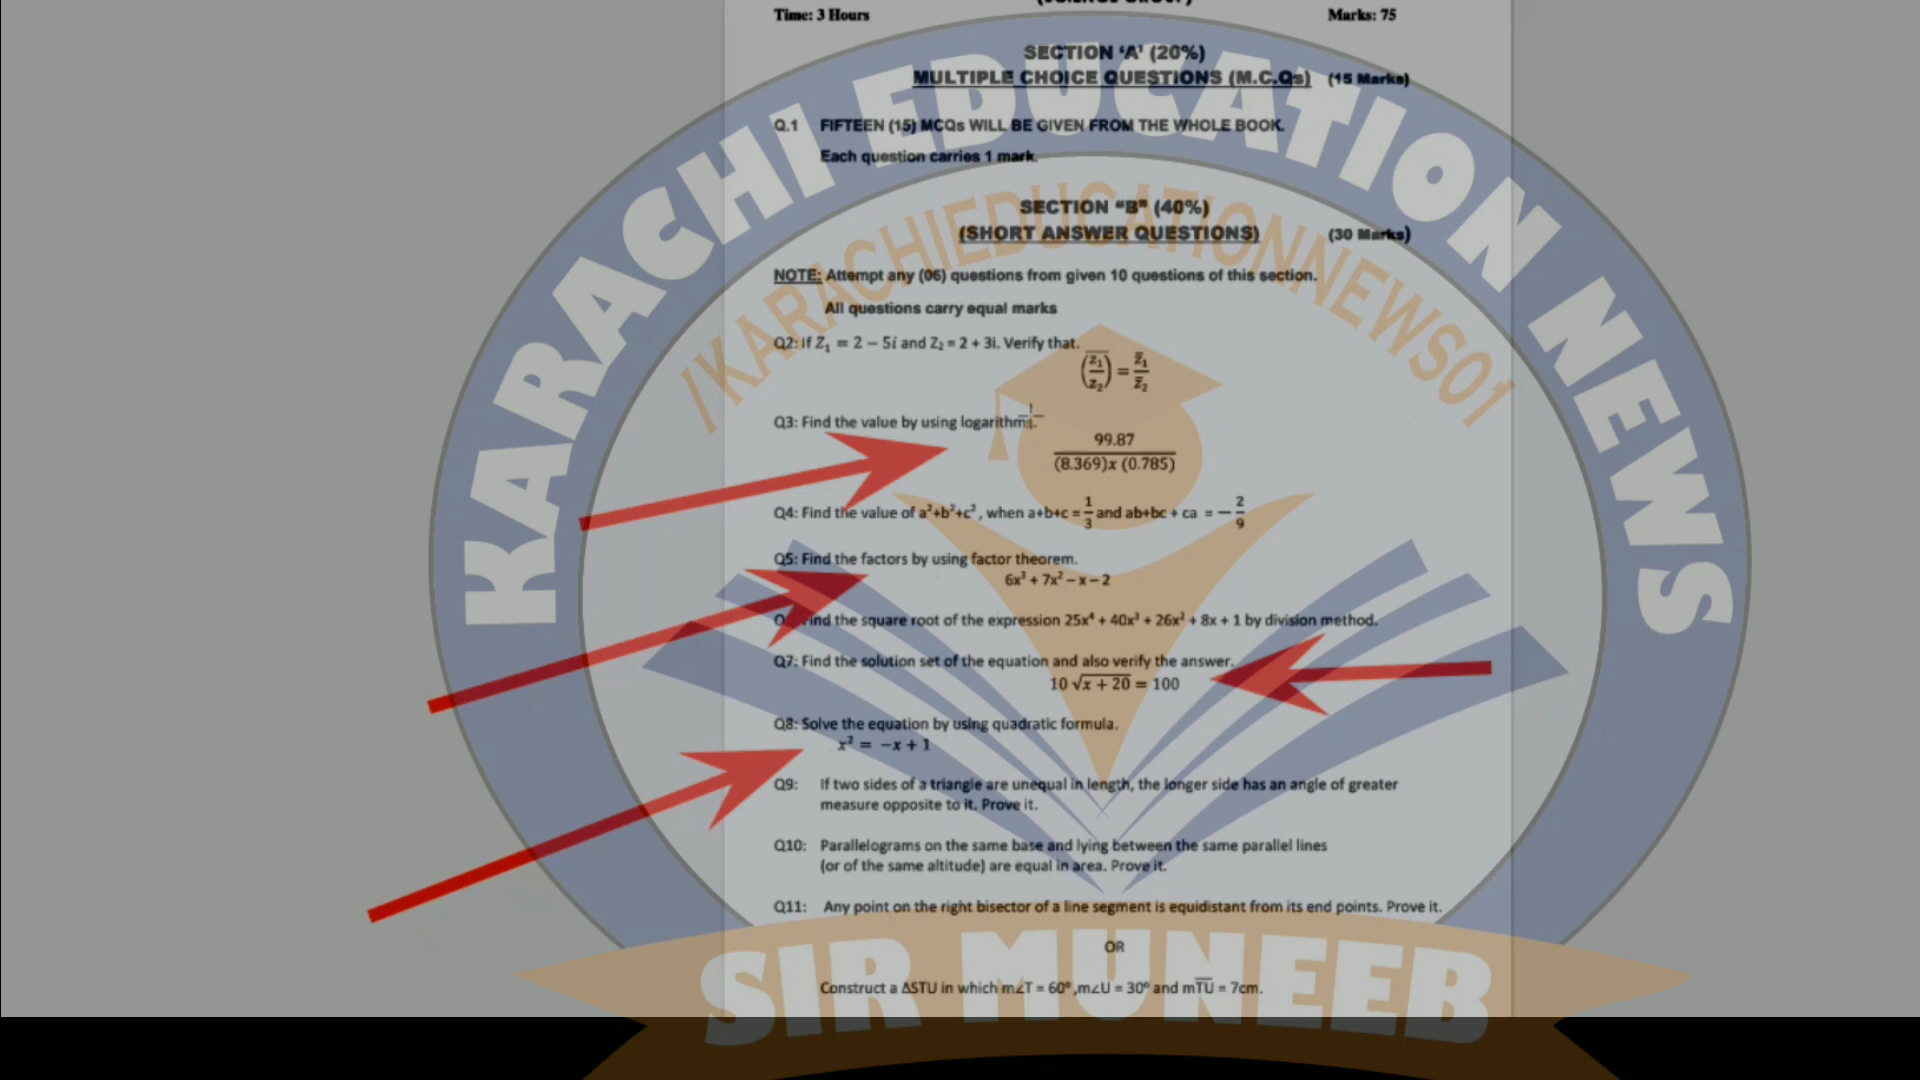 Time: 3 Hours
Marks: 75
SECTION ‘A’ (20%)
MULTIPLE CHOICE QUESTIONS (M.C.Qs) (15 Marks)
Q.1 FIFTEEN (15) MCQs WILL BE GIVEN FROM THE WHOLE BOOK.
Each question carries 1 mark.
SECTION “B” (40%)
(SHORT ANSWER QUESTIONS) (30 Marks)
NOTE: Attempt any (06) questions from given 10 questions of this section.
All questions carry equal marks
Q2: If Z₁ = 2 − 5i and Z₂ = 2 + 3i. Verify that.
(z̅₁/z₂) = z̅₁/z̅₂
Q3: Find the value by using logarithm.
99.87
(8.369)x (0.785)
Q4: Find the value of a²+b²+c², when a+b+c = 1/3 and ab+bc + ca = − 2/9
Q5: Find the factors by using factor theorem.
6x³ + 7x² – x – 2
Find the square root of the expression 25x⁴ + 40x³ + 26x² + 8x + 1 by division method.
Q7: Find the solution set of the equation and also verify the answer.
10 √x + 20 = 100
Q8: Solve the equation by using quadratic formula.
x² = −x + 1
Q9: If two sides of a triangle are unequal in length, the longer side has an angle of greater
measure opposite to it. Prove it.
Q10: Parallelograms on the same base and lying between the same parallel lines
(or of the same altitude) are equal in area. Prove it.
Q11: Any point on the right bisector of a line segment is equidistant from its end points. Prove it.
OR
Construct a ΔSTU in which m∠T = 60°,m∠U = 30° and mT̅U̅ = 7cm.
KARACHI EDUCATION NEWS
/KARACHIEDUCATIONNEWS01
SIR MUNEEB